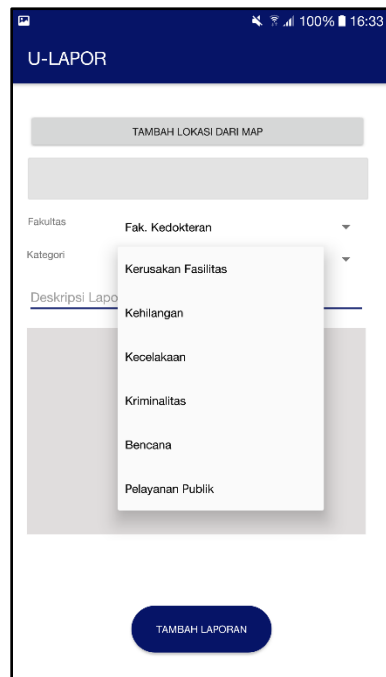 100% 16:33
U-LAPOR
TAMBAH LOKASI DARI MAP
Fakultas
Fak. Kedokteran
Kategori
Kerusakan Fasilitas
Deskripsi Lapo
Kehilangan
Kecelakaan
Kriminalitas
Bencana
Pelayanan Publik
TAMBAH LAPORAN